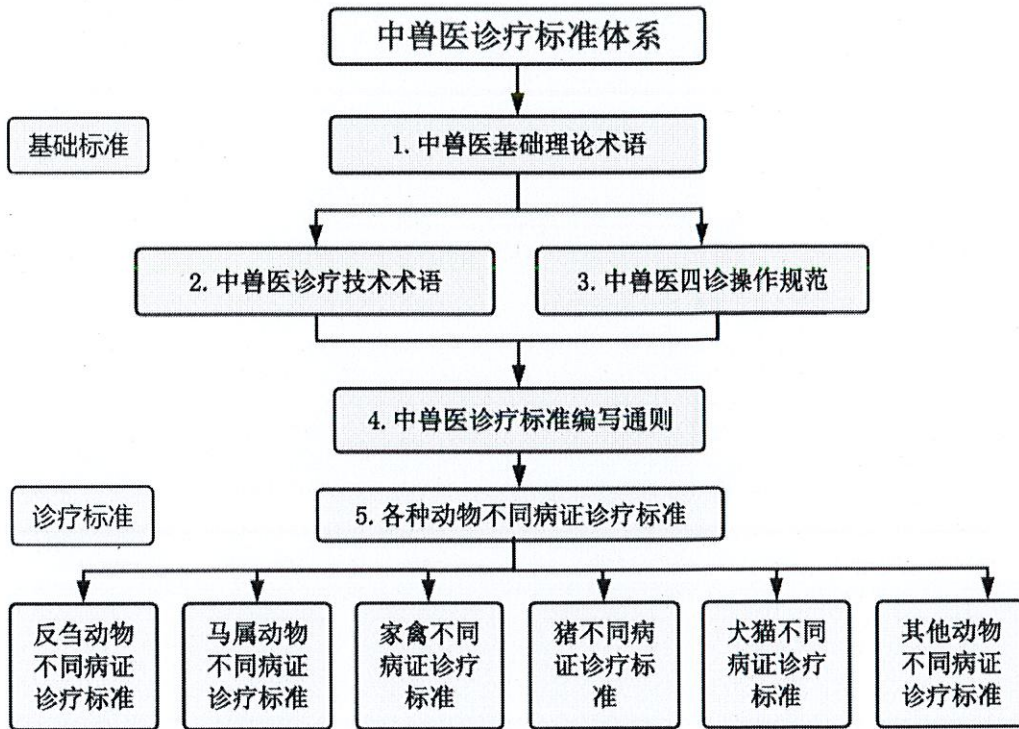 中兽医诊疗标准体系
基础标准
1.中兽医基础理论术语
2.中兽医诊疗技术术语
3.中兽医四诊操作规范
4.中兽医诊疗标准编写通则
诊疗标准
5.各种动物不同病证诊疗标准
反刍动物
不同病证
诊疗标准
马属动物
不同病证
诊疗标准
家禽不同
病证诊疗
标准
猪不同病
证诊疗标
准
犬猫不同
病证诊疗
标准
其他动物
不同病证
诊疗标准